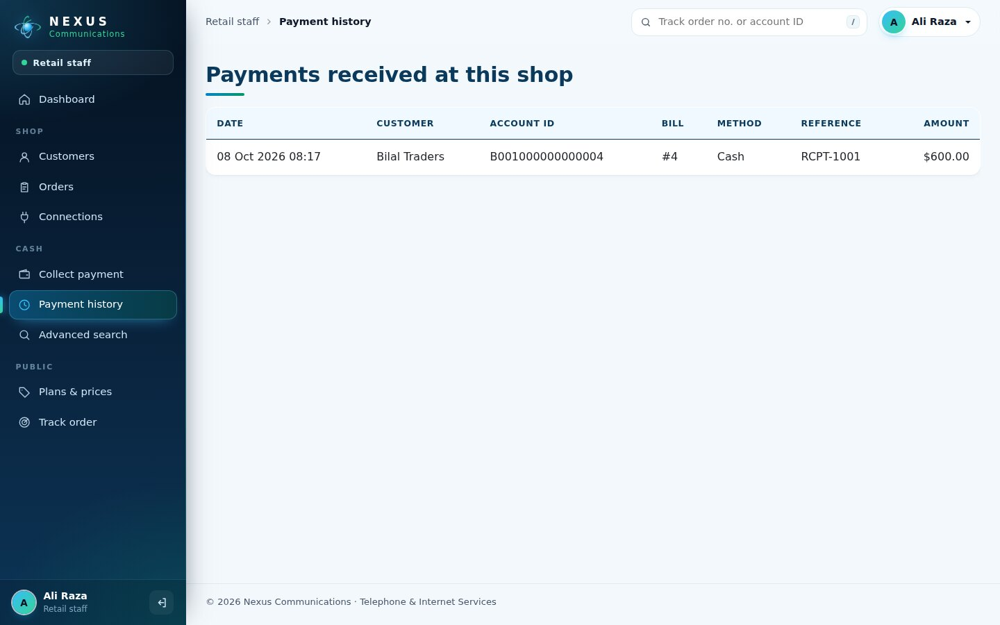 NEXUS
Communications
Retail staff
Dashboard
SHOP
Customers
Orders
Connections
CASH
Collect payment
Payment history
Advanced search
PUBLIC
Plans & prices
Track order
A
Ali Raza
Retail staff
Retail staff > Payment history
Track order no. or account ID
/
A
Ali Raza
Payments received at this shop
DATE CUSTOMER ACCOUNT ID BILL METHOD REFERENCE AMOUNT
08 Oct 2026 08:17 Bilal Traders B001000000000004 #4 Cash RCPT-1001 $600.00
© 2026 Nexus Communications · Telephone & Internet Services